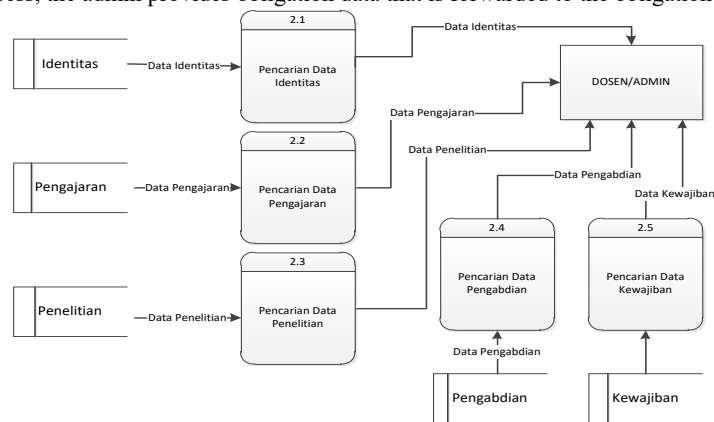 ress, the admin provides obligation data that is forwarded to the obligation
2.1
Pencarian Data
Identitas
Identitas
Data Identitas
Data Identitas
DOSEN/ADMIN
2.2
Pencarian Data
Pengajaran
Pengajaran
Data Pengajaran
Data Pengajaran
Data Penelitian
2.3
Pencarian Data
Penelitian
Penelitian
Data Penelitian
Data Pengabdian
Data Kewajiban
2.4
Pencarian Data
Pengabdian
2.5
Pencarian Data
Kewajiban
Data Pengabdian
Pengabdian
Kewajiban